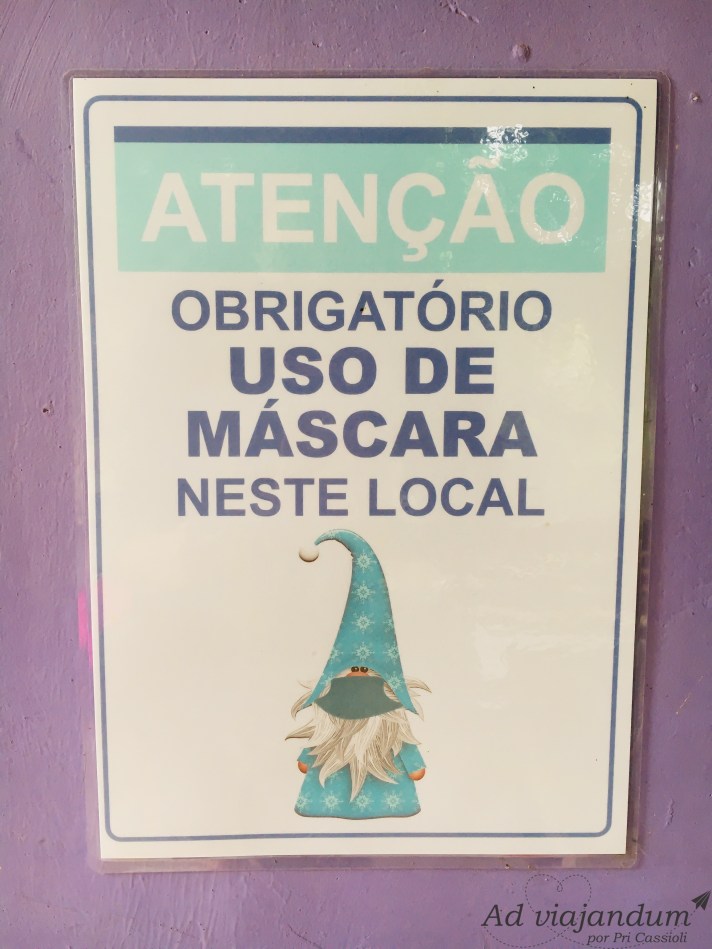 ATENÇÃO
OBRIGATÓRIO
USO DE
MÁSCARA
NESTE LOCAL
Ad viajandum
por Pri Cassioli